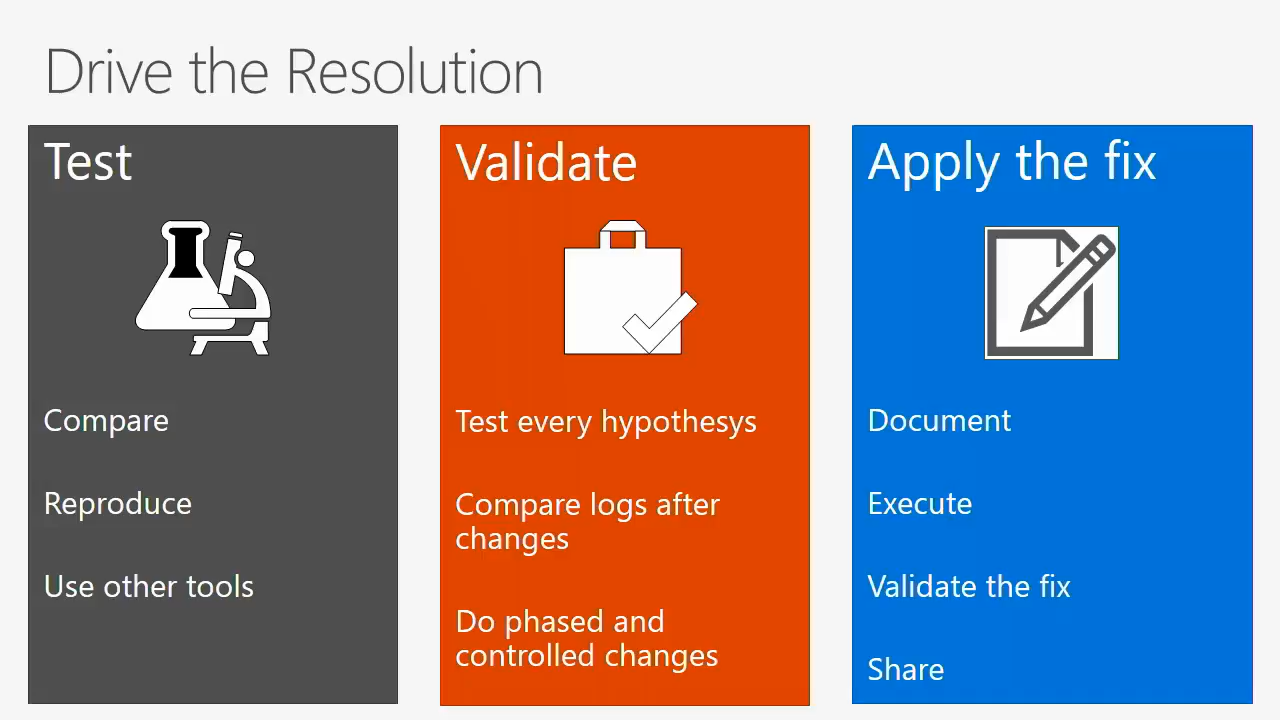 Drive the Resolution
Test
Compare
Reproduce
Use other tools
Validate
Test every hypothesys
Compare logs after
changes
Do phased and
controlled changes
Apply the fix
Document
Execute
Validate the fix
Share